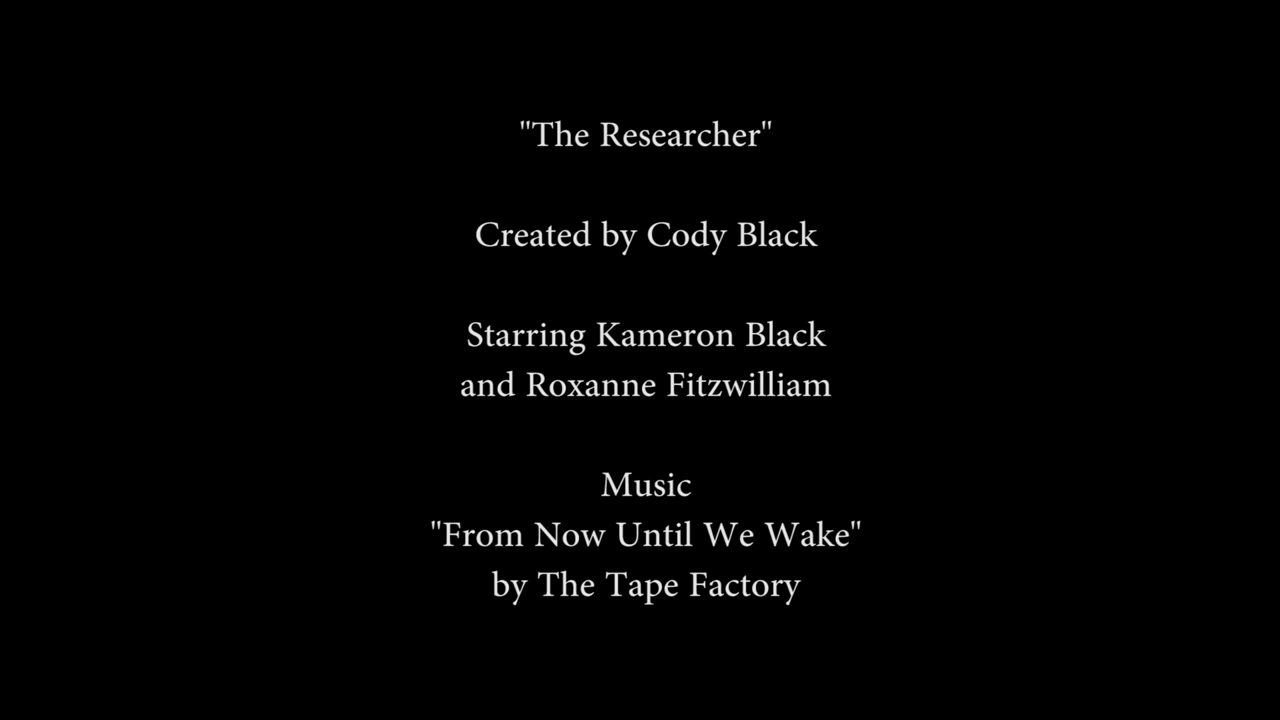 "The Researcher"
Created by Cody Black
Starring Kameron Black
and Roxanne Fitzwilliam
Music
"From Now Until We Wake"
by The Tape Factory